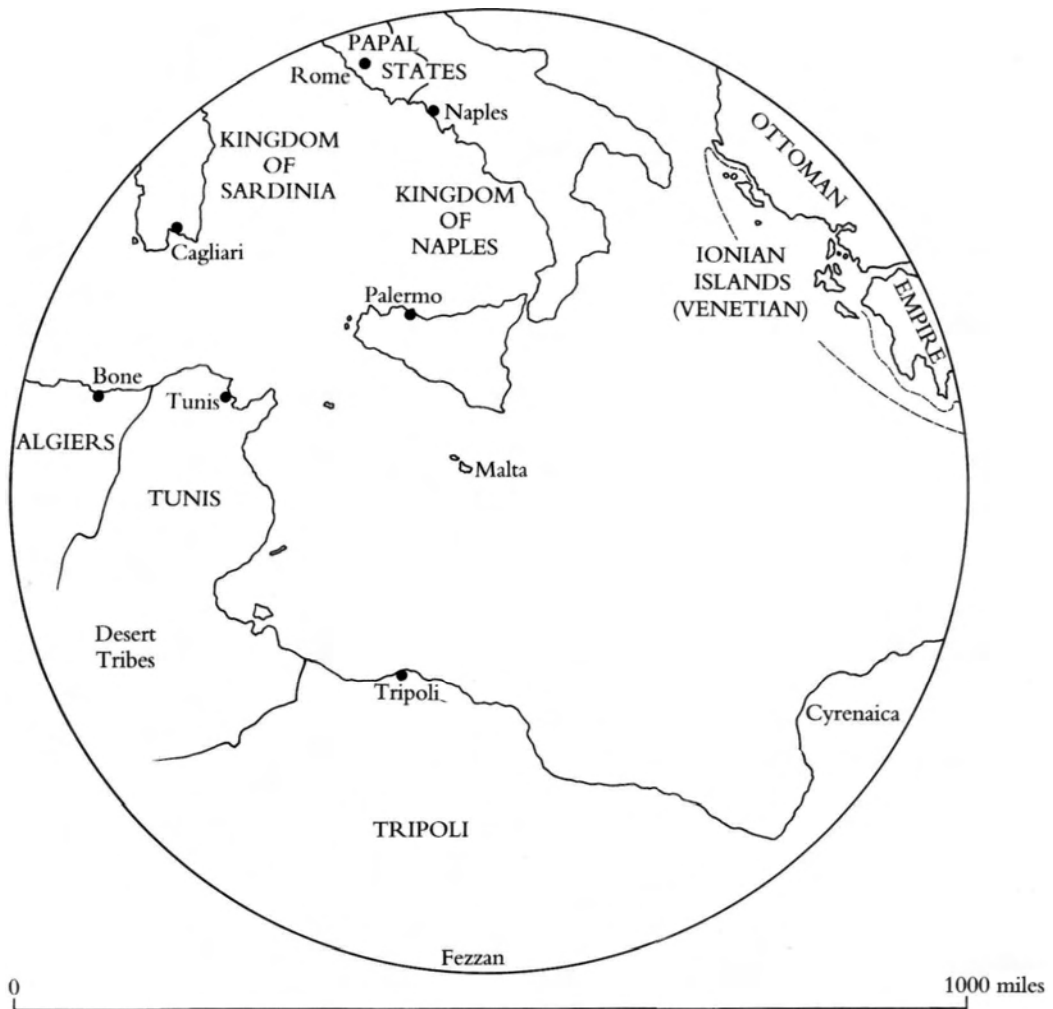 PAPAL
STATES
Rome
Naples
OTTOMAN
EMPIRE
KINGDOM
OF
SARDINIA
KINGDOM
OF
NAPLES
Cagliari
IONIAN
ISLANDS
(VENETIAN)
Palermo
Bone
Tunis
ALGIERS
Malta
TUNIS
Desert
Tribes
Tripoli
Cyrenaica
TRIPOLI
Fezzan
0
1000 miles